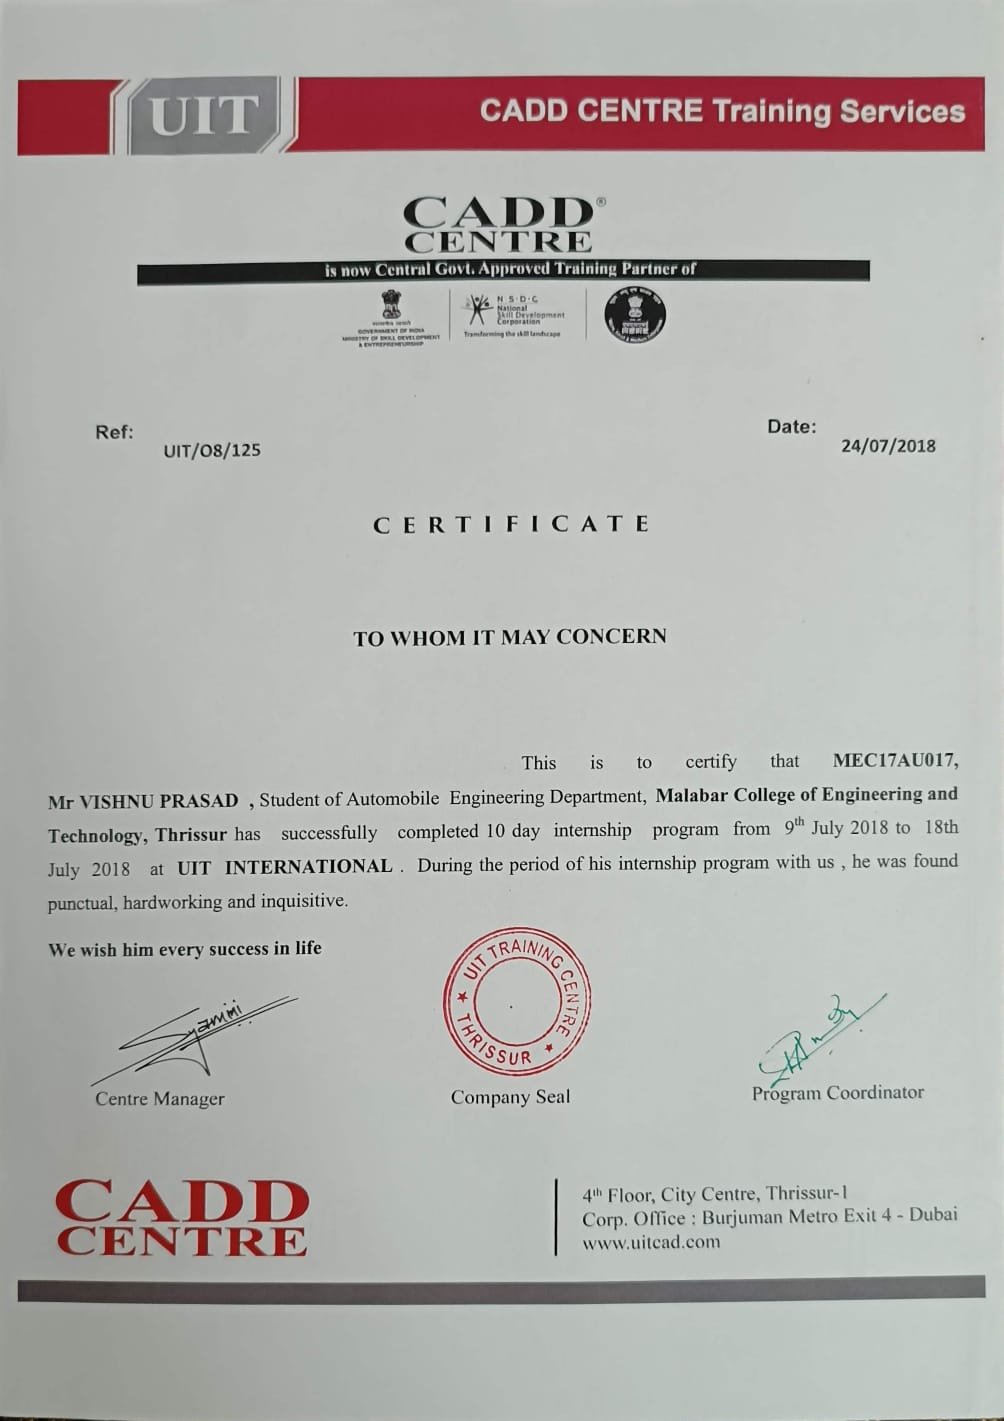 UIT
CADD CENTRE Training Services
CADD®
CENTRE
is now Central Govt. Approved Training Partner of
GOVERNMENT OF INDIA
MINISTRY OF SKILL DEVELOPMENT
& ENTREPRENEURSHIP
N·S·D·C
National
Skill Development
Corporation
Transforming the skill landscape
Ref:
UIT/O8/125
Date:
24/07/2018
CERTIFICATE
TO WHOM IT MAY CONCERN
This is to certify that MEC17AU017,
Mr VISHNU PRASAD , Student of Automobile Engineering Department, Malabar College of Engineering and
Technology, Thrissur has successfully completed 10 day internship program from 9th July 2018 to 18th
July 2018 at UIT INTERNATIONAL . During the period of his internship program with us , he was found
punctual, hardworking and inquisitive.
We wish him every success in life
UIT TRAINING CENTRE
★ THRISSUR ★
Syamini
Centre Manager
Company Seal
Program Coordinator
CADD
CENTRE
4th Floor, City Centre, Thrissur-1
Corp. Office : Burjuman Metro Exit 4 - Dubai
www.uitcad.com